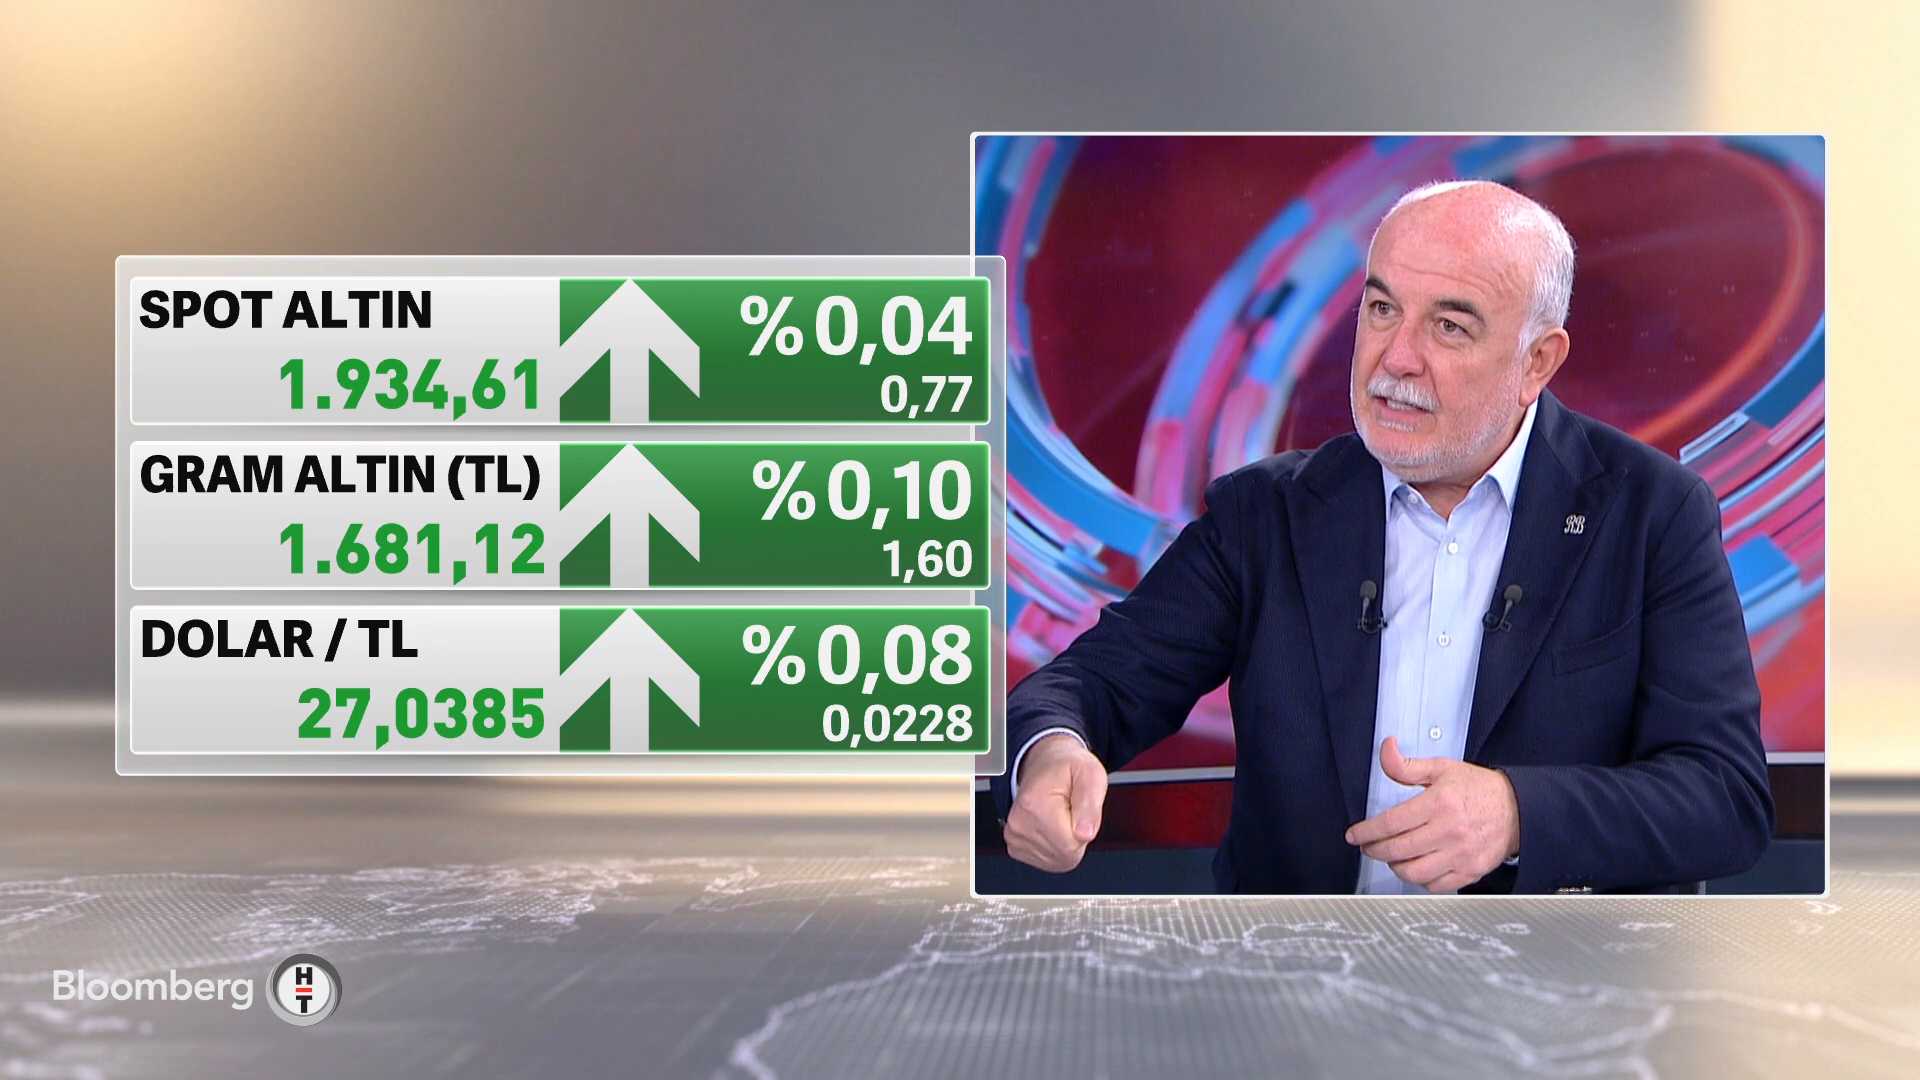 SPOT ALTIN
1.934,61
%0,04
0,77
GRAM ALTIN (TL)
1.681,12
%0,10
1,60
DOLAR / TL
27,0385
%0,08
0,0228
RB
Bloomberg HT